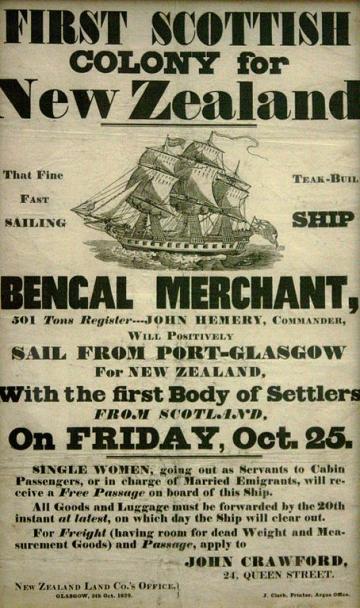 FIRST SCOTTISH
COLONY for
New Zealand
That Fine
Fast
SAILING
TEAK-BUIL
SHIP
BENGAL MERCHANT,
501 Tons Register---JOHN HEMERY, COMMANDER,
WILL POSITIVELY
SAIL FROM PORT-GLASGOW
For NEW ZEALAND,
With the first Body of Settlers
FROM SCOTLAND,
On FRIDAY, Oct. 25.
SINGLE WOMEN, going out as Servants to Cabin
Passengers, or in charge of Married Emigrants, will re-
ceive a Free Passage on board of this Ship.
All Goods and Luggage must be forwarded by the 20th
instant at latest, on which day the Ship will clear out.
For Freight (having room for dead Weight and Mea-
surement Goods) and Passage, apply to
JOHN CRAWFORD,
24, QUEEN STREET.
NEW ZEALAND LAND CO.'S OFFICE,
GLASGOW, 5th Oct. 1839.
J. Clark, Printer, Argus Office.